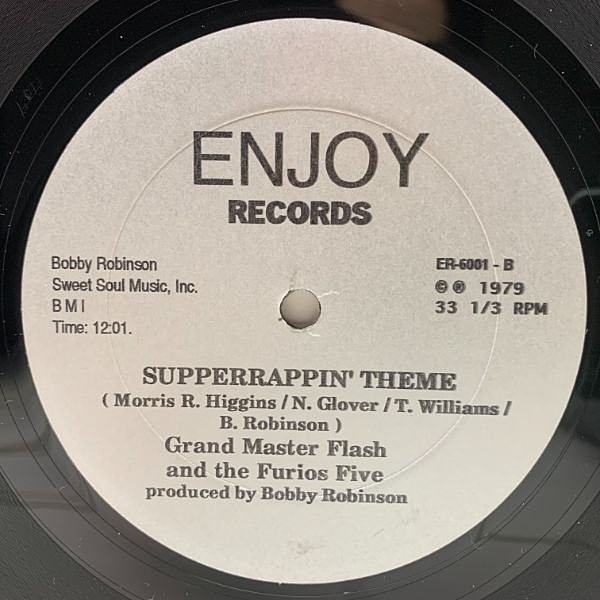 ENJOY
RECORDS
Bobby Robinson
Sweet Soul Music, Inc.
B M I
Time: 12:01.
ER-6001 - B
© ℗ 1979
33 1/3 RPM
SUPPERRAPPIN' THEME
( Morris R. Higgins / N. Glover / T. Williams /
B. Robinson )
Grand Master Flash
and the Furios Five
produced by Bobby Robinson